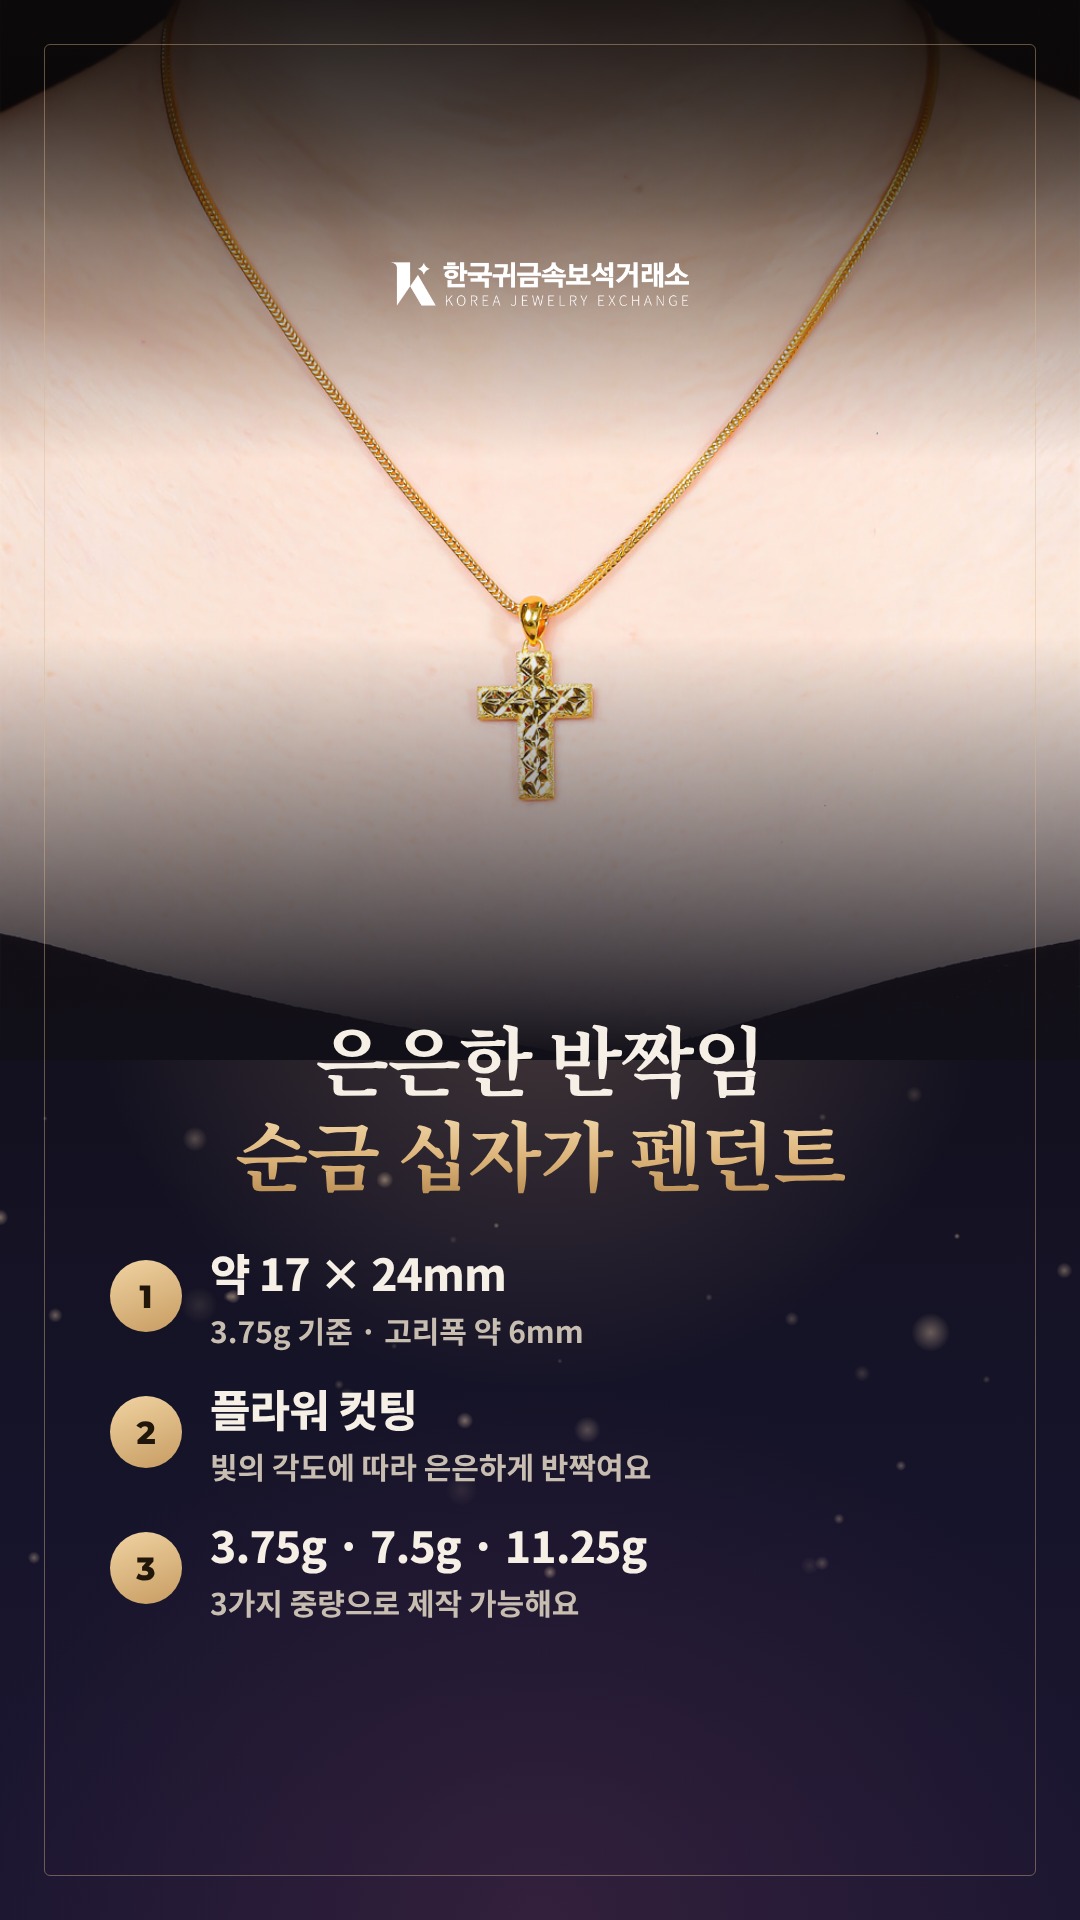 한국귀금속보석거래소
KOREA JEWELRY EXCHANGE
은은한 반짝임
순금 십자가 펜던트
1
약 17 × 24mm
3.75g 기준 · 고리폭 약 6mm
2
플라워 컷팅
빛의 각도에 따라 은은하게 반짝여요
3
3.75g · 7.5g · 11.25g
3가지 중량으로 제작 가능해요